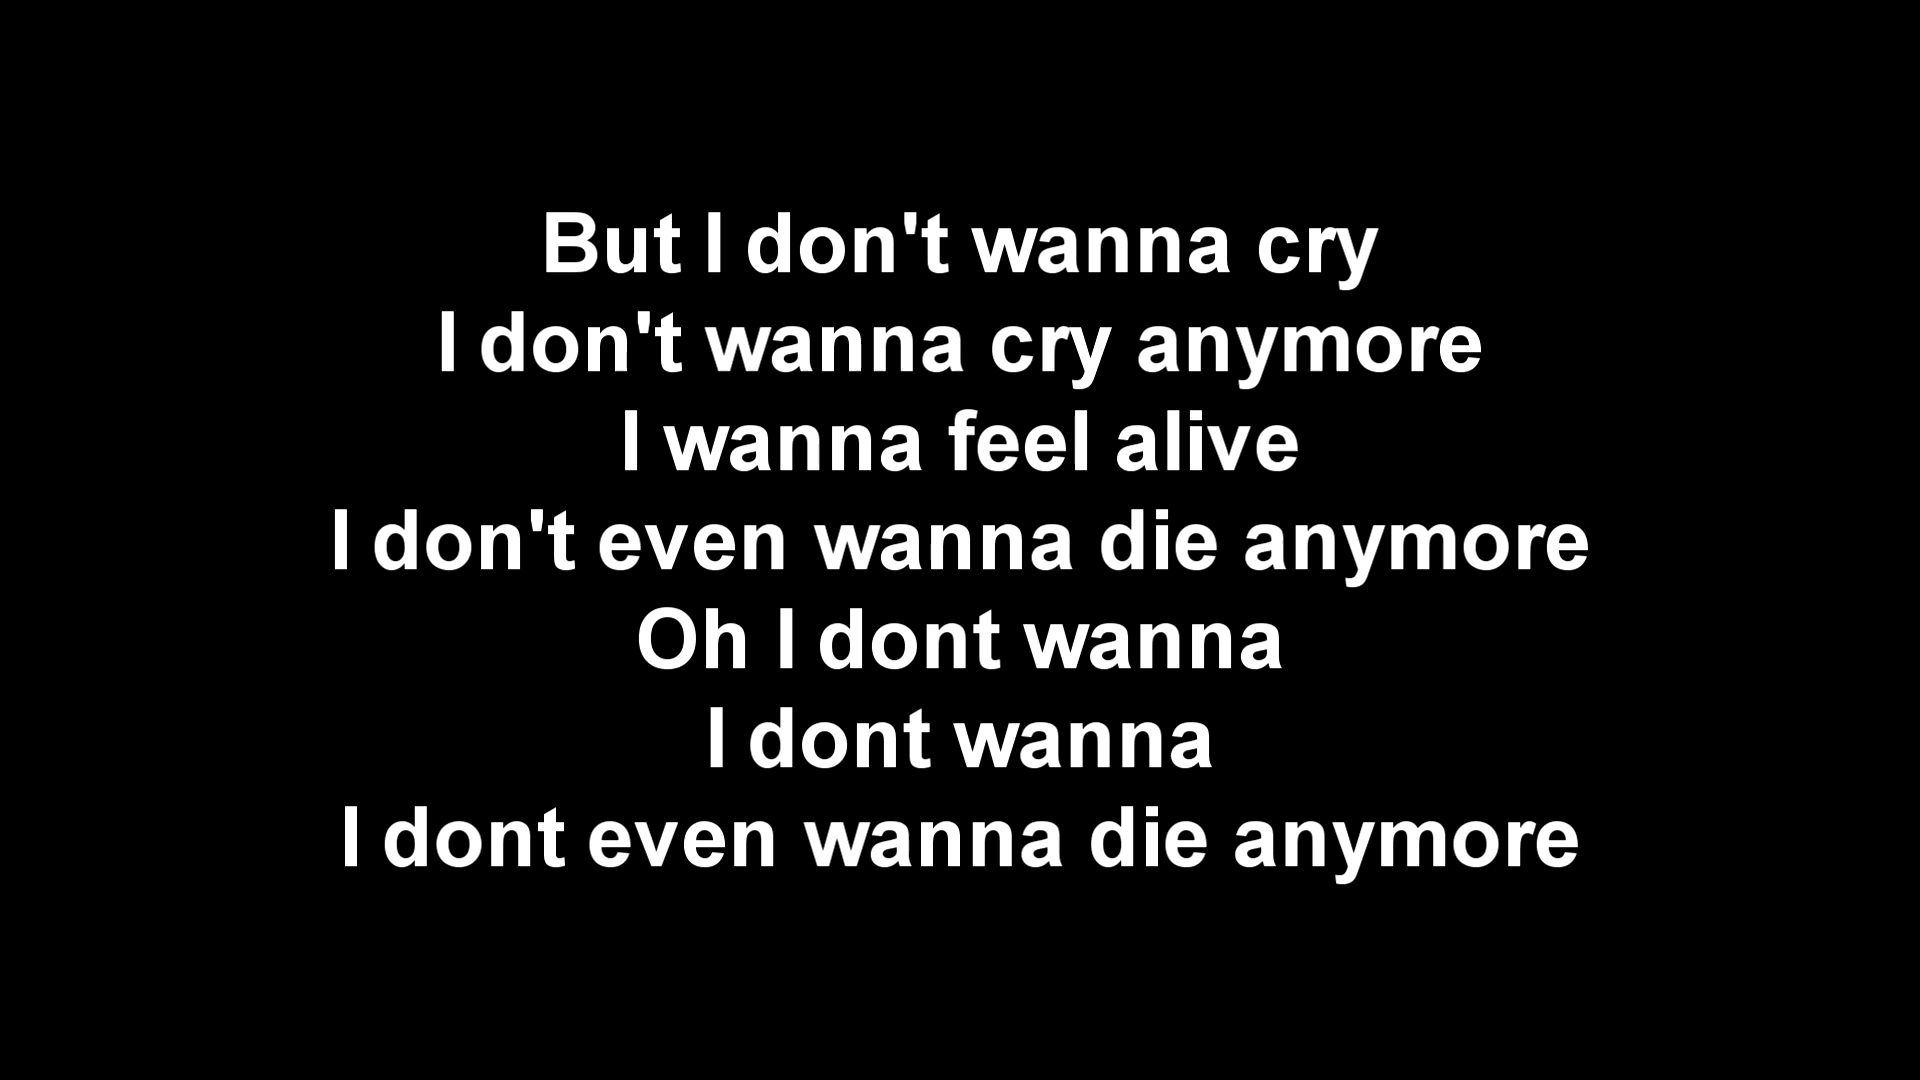 But I don't wanna cry
I don't wanna cry anymore
I wanna feel alive
I don't even wanna die anymore
Oh I dont wanna
I dont wanna
I dont even wanna die anymore